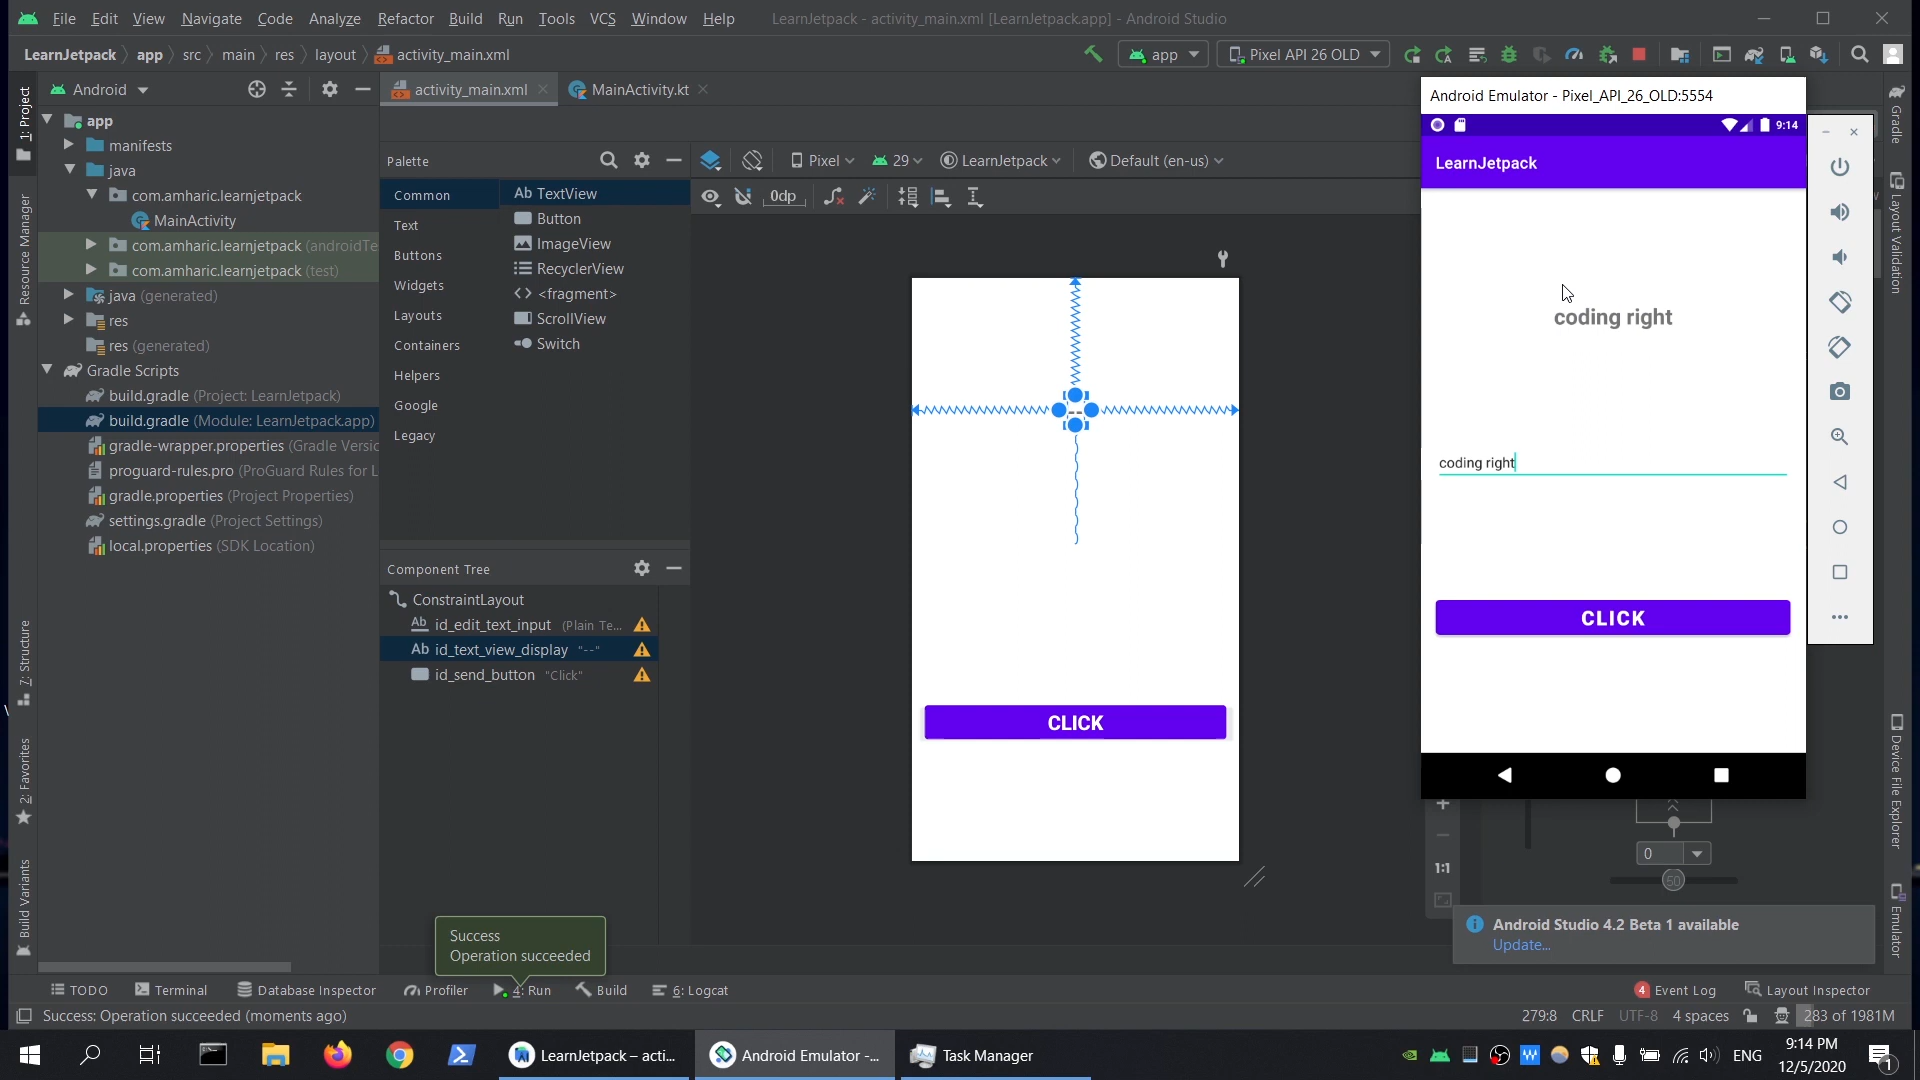 File Edit View Navigate Code Analyze Refactor Build Run Tools VCS Window Help LearnJetpack - activity_main.xml [LearnJetpack.app] - Android Studio
LearnJetpack app src main res layout activity_main.xml app Pixel API 26 OLD
Android
activity_main.xml
MainActivity.kt
1: Project
Resource Manager
7: Structure
2: Favorites
Build Variants
app
manifests
java
com.amharic.learnjetpack
MainActivity
com.amharic.learnjetpack (androidTe
com.amharic.learnjetpack (test)
java (generated)
res
res (generated)
Gradle Scripts
build.gradle (Project: LearnJetpack)
build.gradle (Module: LearnJetpack.app)
gradle-wrapper.properties (Gradle Versio
proguard-rules.pro (ProGuard Rules for L
gradle.properties (Project Properties)
settings.gradle (Project Settings)
local.properties (SDK Location)
Palette
Common
Text
Buttons
Widgets
Layouts
Containers
Helpers
Google
Legacy
Ab TextView
Button
ImageView
RecyclerView
<fragment>
ScrollView
Switch
Pixel 29 LearnJetpack Default (en-us)
0dp
Component Tree
ConstraintLayout
Ab id_edit_text_input (Plain Te...
Ab id_text_view_display "--"
id_send_button "Click"
--
CLICK
Android Emulator - Pixel_API_26_OLD:5554
9:14
LearnJetpack
coding right
coding right
CLICK
Gradle
Layout Validation
Device File Explorer
Emulator
1:1
0
50
Android Studio 4.2 Beta 1 available
Update...
Success
Operation succeeded
TODO Terminal Database Inspector Profiler 4: Run Build 6: Logcat 4 Event Log Layout Inspector
Success: Operation succeeded (moments ago) 279:8 CRLF UTF-8 4 spaces 283 of 1981M
LearnJetpack – acti...
Android Emulator -...
Task Manager
ENG
9:14 PM
12/5/2020
1